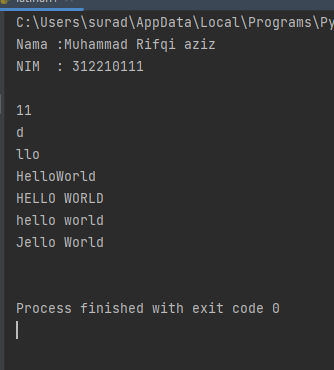 C:\Users\surad\AppData\Local\Programs\Py
Nama :Muhammad Rifqi aziz
NIM  : 312210111
11
d
llo
HelloWorld
HELLO WORLD
hello world
Jello World
Process finished with exit code 0